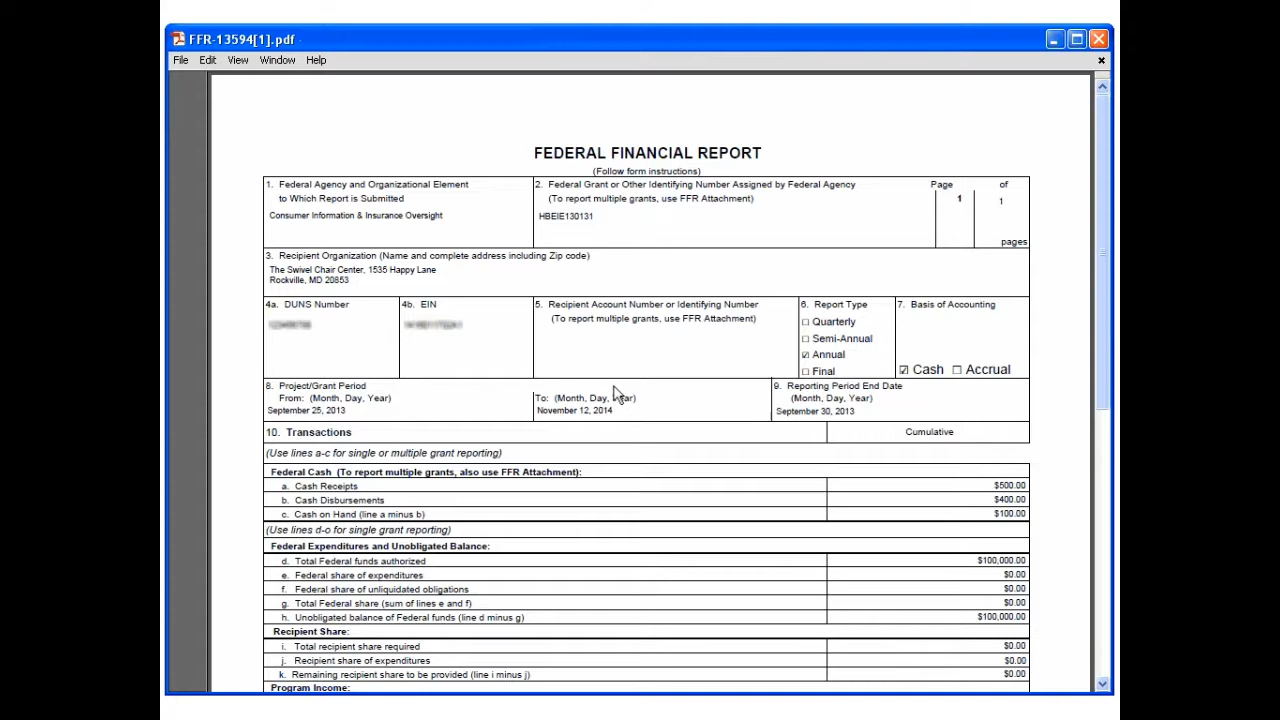 FFR-13594[1].pdf
File Edit View Window Help
FEDERAL FINANCIAL REPORT
(Follow form instructions)
1. Federal Agency and Organizational Element
to Which Report is Submitted
Consumer Information & Insurance Oversight
2. Federal Grant or Other Identifying Number Assigned by Federal Agency
(To report multiple grants, use FFR Attachment)
HBEIE130131
Page of
1 1
pages
3. Recipient Organization (Name and complete address including Zip code)
The Swivel Chair Center, 1535 Happy Lane
Rockville, MD 20853
4a. DUNS Number
4b. EIN
5. Recipient Account Number or Identifying Number
(To report multiple grants, use FFR Attachment)
6. Report Type
Quarterly
Semi-Annual
Annual
Final
7. Basis of Accounting
Cash Accrual
8. Project/Grant Period
From: (Month, Day, Year)
September 25, 2013
To: (Month, Day, Year)
November 12, 2014
9. Reporting Period End Date
(Month, Day, Year)
September 30, 2013
10. Transactions Cumulative
(Use lines a-c for single or multiple grant reporting)
Federal Cash (To report multiple grants, also use FFR Attachment):
a. Cash Receipts $500.00
b. Cash Disbursements $400.00
c. Cash on Hand (line a minus b) $100.00
(Use lines d-o for single grant reporting)
Federal Expenditures and Unobligated Balance:
d. Total Federal funds authorized $100,000.00
e. Federal share of expenditures $0.00
f. Federal share of unliquidated obligations $0.00
g. Total Federal share (sum of lines e and f) $0.00
h. Unobligated balance of Federal funds (line d minus g) $100,000.00
Recipient Share:
i. Total recipient share required $0.00
j. Recipient share of expenditures $0.00
k. Remaining recipient share to be provided (line i minus j) $0.00
Program Income: